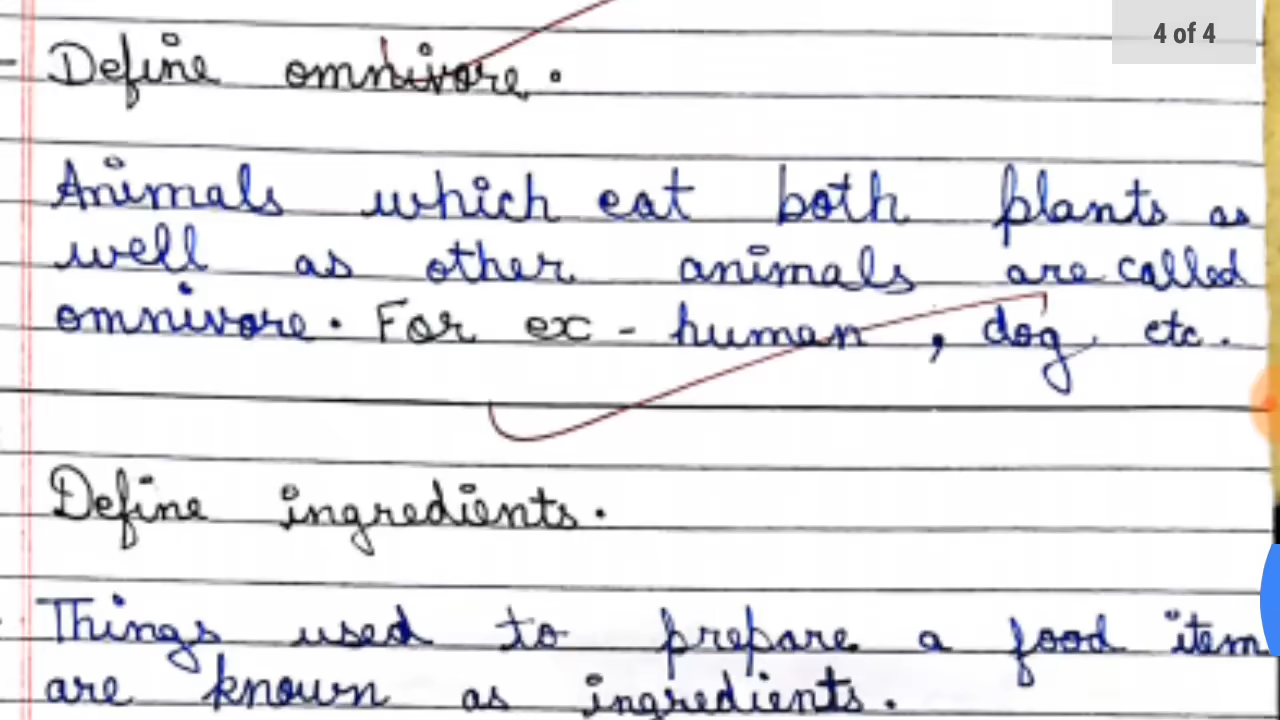 4 of 4
Define omnivore.
Animals which eat both plants as
well as other animals are called
omnivore. For ex - human, dog etc.
Define ingredients.
Things used to prepare a food item
are known as ingredients.